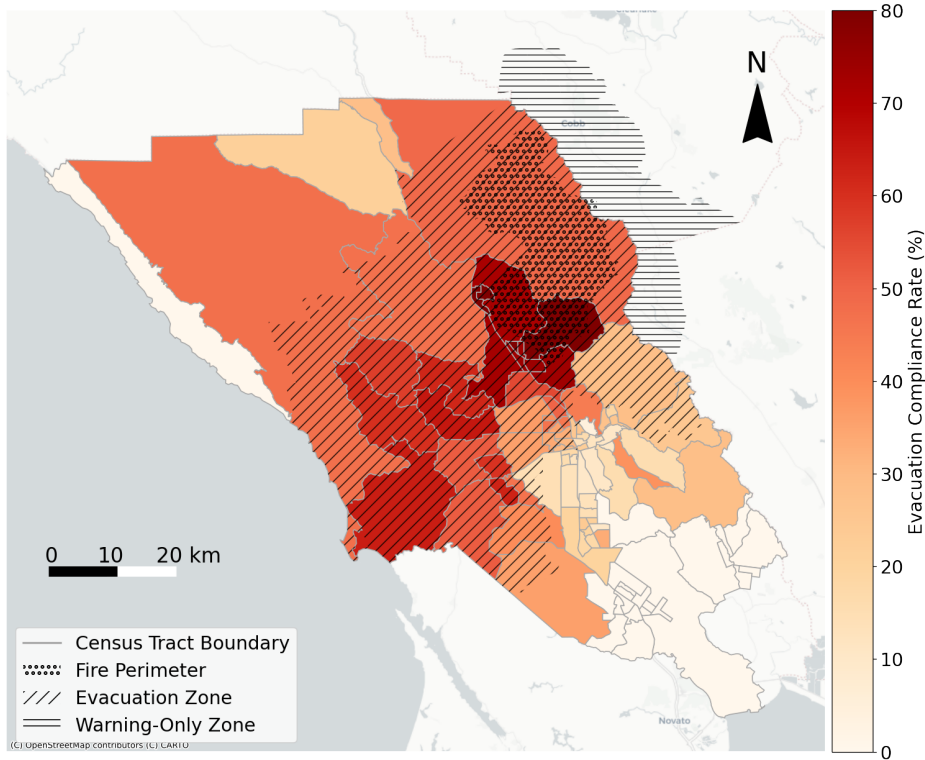 Cobb
N
80
70
60
50
40
30
20
10
0
Evacuation Compliance Rate (%)
0 10 20 km
Census Tract Boundary
Fire Perimeter
Evacuation Zone
Warning-Only Zone
Novato
(C) OpenStreetMap contributors (C) CARTO